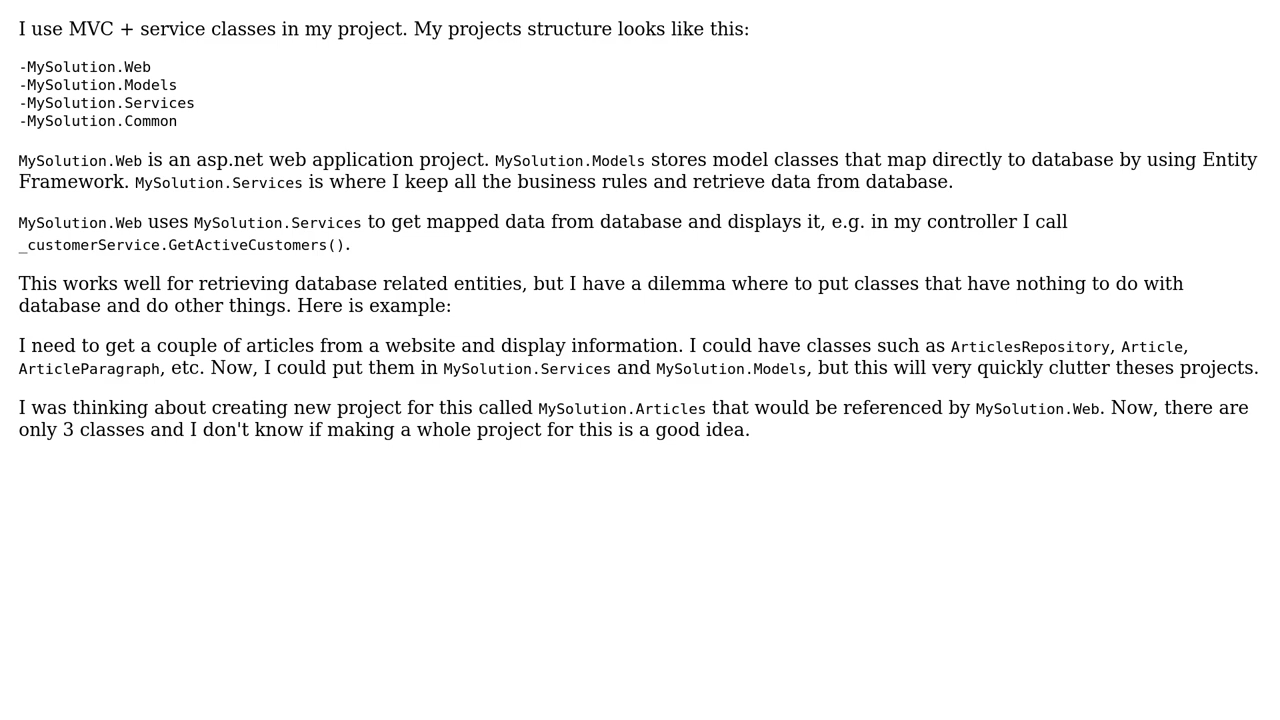 I use MVC + service classes in my project. My projects structure looks like this:
-MySolution.Web
-MySolution.Models
-MySolution.Services
-MySolution.Common
MySolution.Web is an asp.net web application project. MySolution.Models stores model classes that map directly to database by using Entity
Framework. MySolution.Services is where I keep all the business rules and retrieve data from database.
MySolution.Web uses MySolution.Services to get mapped data from database and displays it, e.g. in my controller I call
_customerService.GetActiveCustomers().
This works well for retrieving database related entities, but I have a dilemma where to put classes that have nothing to do with
database and do other things. Here is example:
I need to get a couple of articles from a website and display information. I could have classes such as ArticlesRepository, Article,
ArticleParagraph, etc. Now, I could put them in MySolution.Services and MySolution.Models, but this will very quickly clutter theses projects.
I was thinking about creating new project for this called MySolution.Articles that would be referenced by MySolution.Web. Now, there are
only 3 classes and I don't know if making a whole project for this is a good idea.